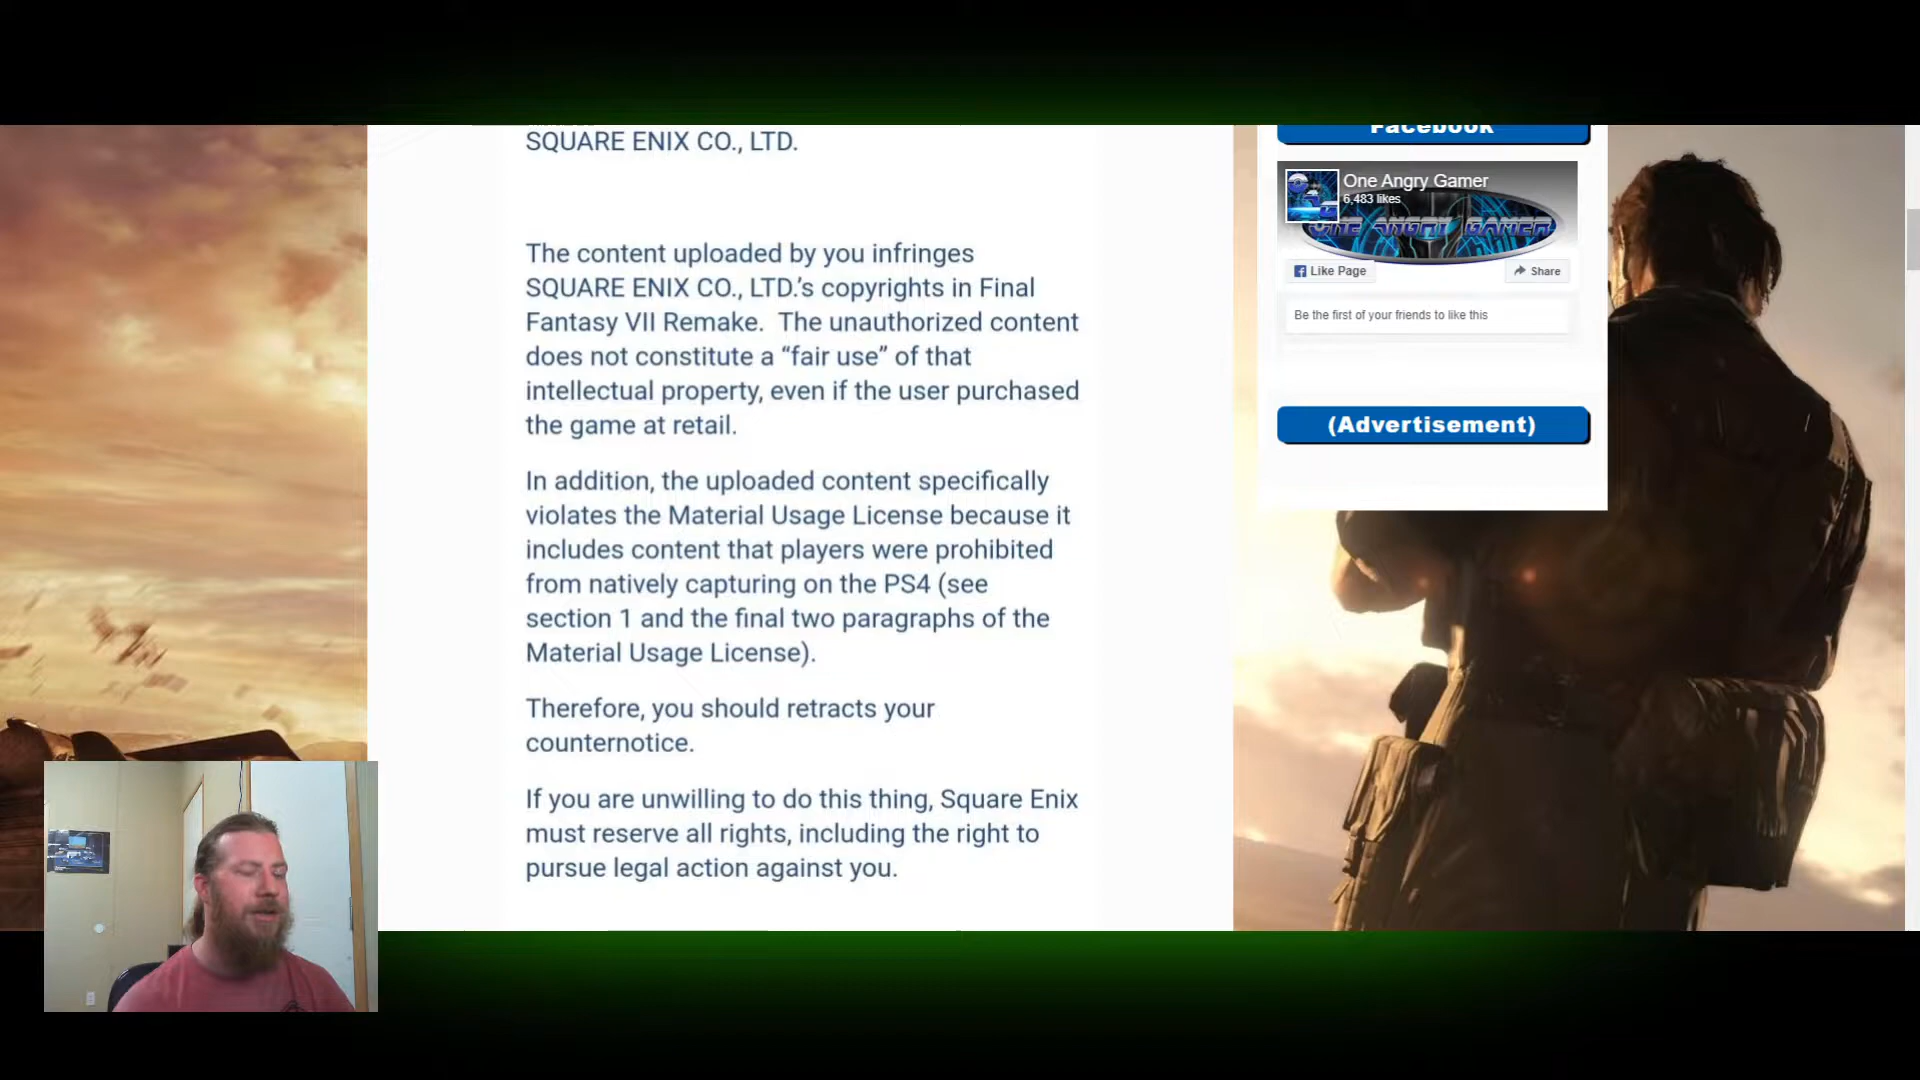 SQUARE ENIX CO., LTD.
The content uploaded by you infringes
SQUARE ENIX CO., LTD.’s copyrights in Final
Fantasy VII Remake.  The unauthorized content
does not constitute a “fair use” of that
intellectual property, even if the user purchased
the game at retail.
In addition, the uploaded content specifically
violates the Material Usage License because it
includes content that players were prohibited
from natively capturing on the PS4 (see
section 1 and the final two paragraphs of the
Material Usage License).
Therefore, you should retracts your
counternotice.
If you are unwilling to do this thing, Square Enix
must reserve all rights, including the right to
pursue legal action against you.
Facebook
One Angry Gamer
6,483 likes
ONE ANGRY GAMER
Like Page
Share
Be the first of your friends to like this
(Advertisement)